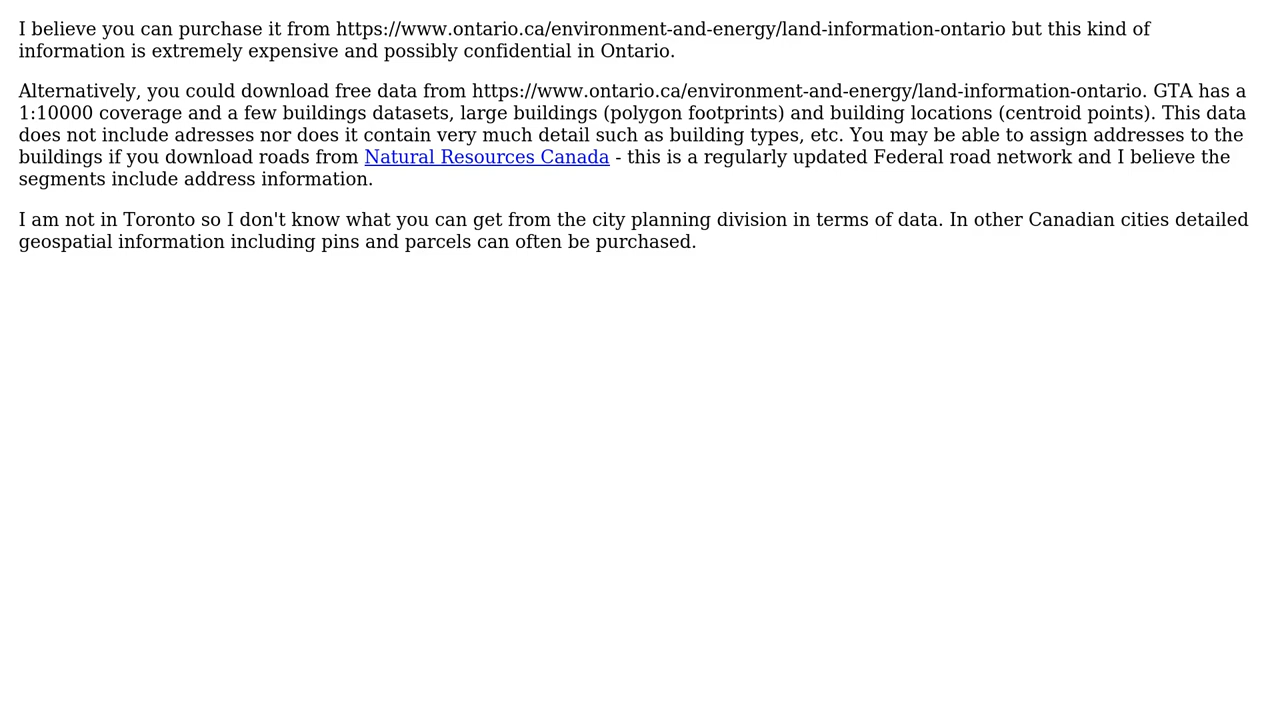 I believe you can purchase it from https://www.ontario.ca/environment-and-energy/land-information-ontario but this kind of
information is extremely expensive and possibly confidential in Ontario.
Alternatively, you could download free data from https://www.ontario.ca/environment-and-energy/land-information-ontario. GTA has a
1:10000 coverage and a few buildings datasets, large buildings (polygon footprints) and building locations (centroid points). This data
does not include adresses nor does it contain very much detail such as building types, etc. You may be able to assign addresses to the
buildings if you download roads from Natural Resources Canada - this is a regularly updated Federal road network and I believe the
segments include address information.
I am not in Toronto so I don't know what you can get from the city planning division in terms of data. In other Canadian cities detailed
geospatial information including pins and parcels can often be purchased.